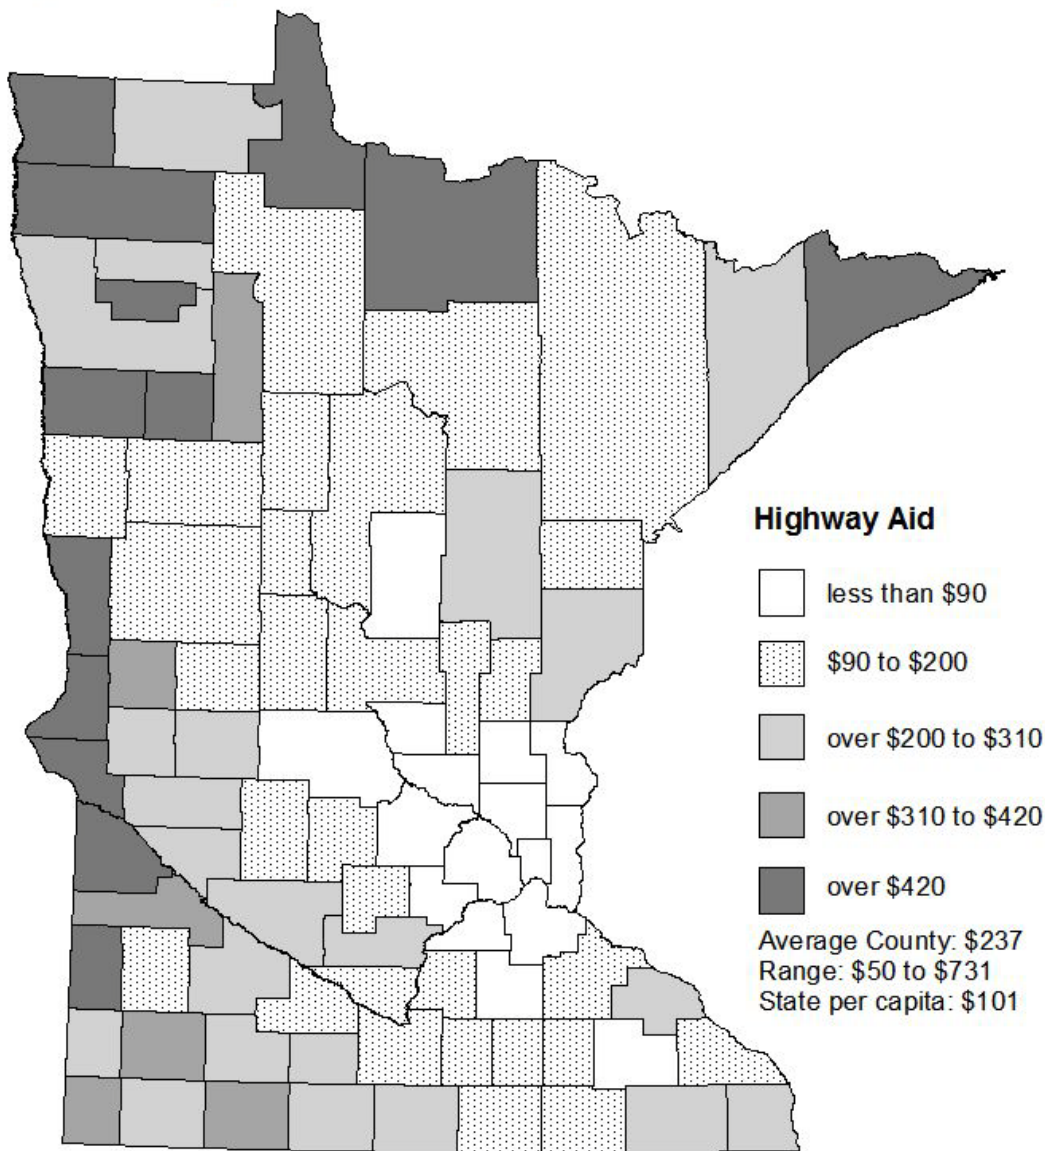 Highway Aid
less than $90
$90 to $200
over $200 to $310
over $310 to $420
over $420
Average County: $237
Range: $50 to $731
State per capita: $101